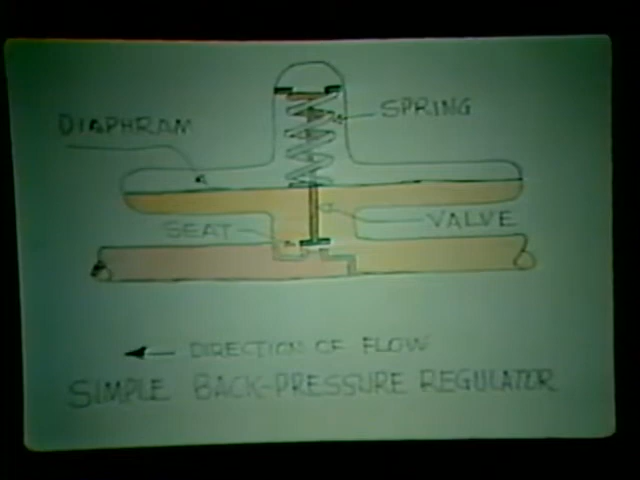 SPRING
DIAPHRAM
SEAT
VALVE
DIRECTION OF FLOW
SIMPLE BACK-PRESSURE REGULATOR